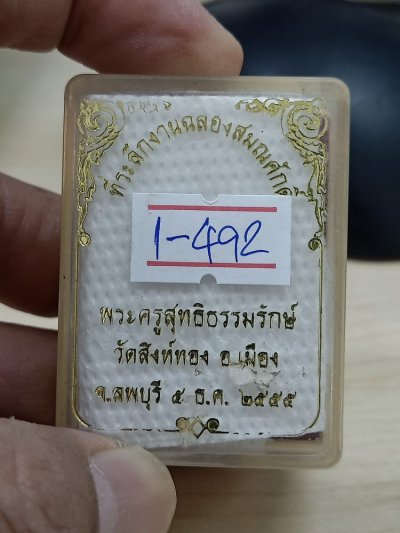 ที่ระลึกงานฉลองสมณศักดิ์
1-492
พระครูสุทธิธรรมรักษ์
วัดสิงห์ทอง อ.เมือง
จ.ลพบุรี ๕ ธ.ค. ๒๕๕๕